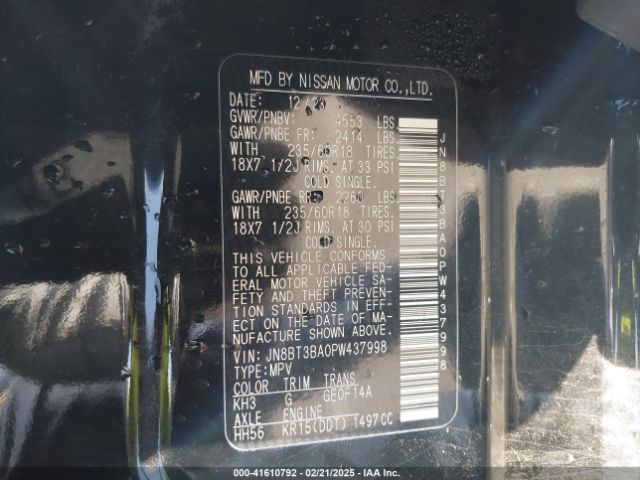 MFD BY NISSAN MOTOR CO.,LTD.
DATE: 12/23
GVWR/PNBV: 4553 LBS
GAWR/PNBE FR: 2414 LBS
WITH 235/60R18 TIRES.
18X7 1/2J RIMS. AT 33 PSI
COLD SINGLE.
GAWR/PNBE RR: 2260 LBS
WITH 235/60R18 TIRES.
18X7 1/2J RIMS. AT 30 PSI
COLD SINGLE.
THIS VEHICLE CONFORMS
TO ALL APPLICABLE FED-
ERAL MOTOR VEHICLE SA-
FETY AND THEFT PREVEN-
TION STANDARDS IN EFF-
ECT ON THE DATE OF MA-
NUFACTURE SHOWN ABOVE.
VIN: JN8BT3BA0PW437998
TYPE:MPV
COLOR TRIM TRANS
KH3 G GE0F14A
AXLE ENGINE
HH56 KR15(DDT) 1497CC
JN8BT3BA0PW437998
000-41610792 - 02/21/2025 - IAA Inc.